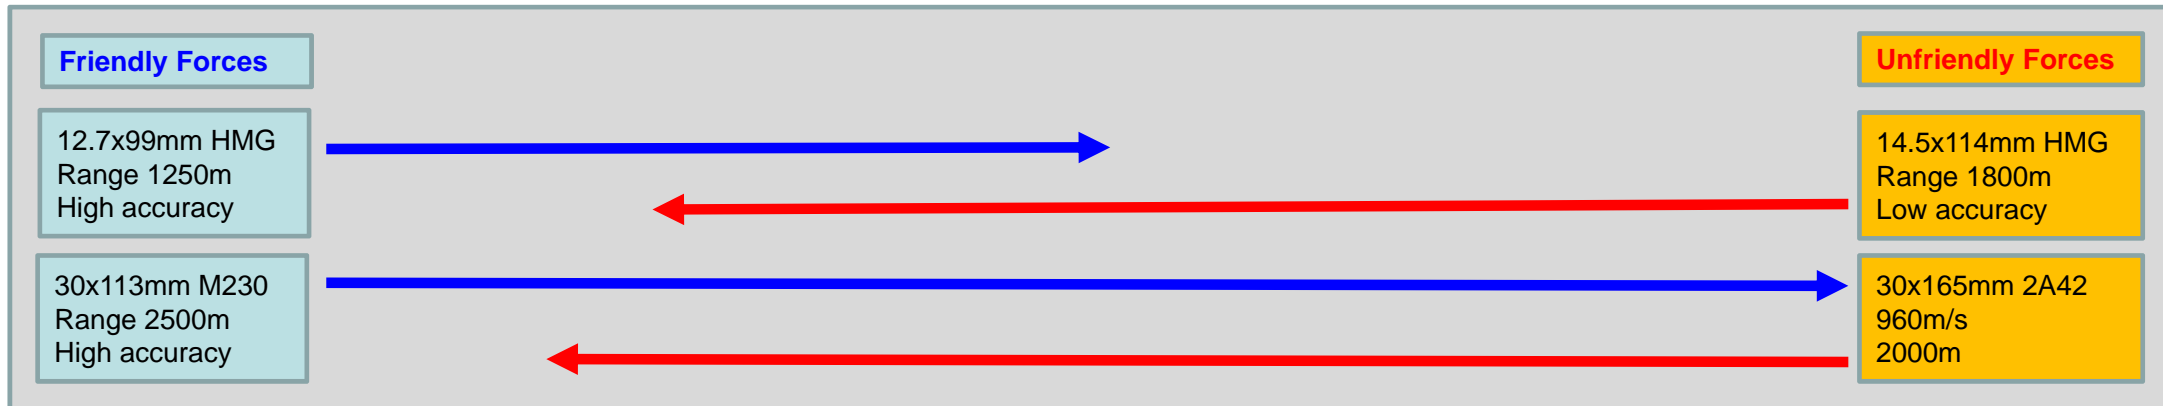 Friendly Forces
Unfriendly Forces
12.7x99mm HMG
Range 1250m
High accuracy
14.5x114mm HMG
Range 1800m
Low accuracy
30x113mm M230
Range 2500m
High accuracy
30x165mm 2A42
960m/s
2000m